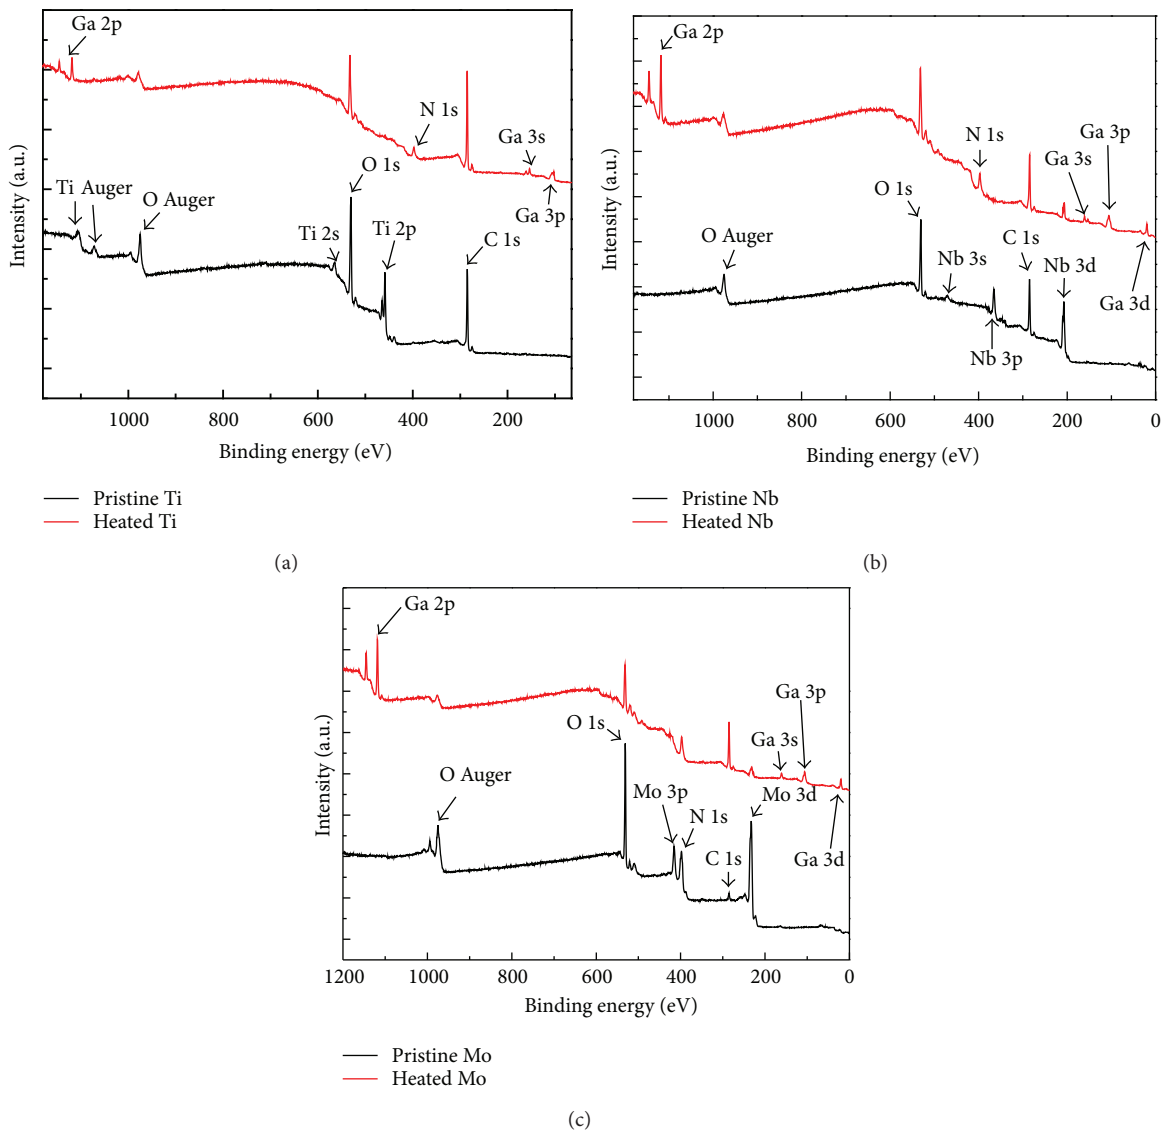 Ga 2p
N 1s
Ga 3s
O 1s
Ti Auger
O Auger
Ga 3p
Ti 2s
Ti 2p
C 1s
Intensity (a.u.)
1000 800 600 400 200
Binding energy (eV)
Pristine Ti
Heated Ti
(a)
Ga 2p
N 1s
Ga 3p
Ga 3s
O 1s
O Auger
C 1s
Nb 3s
Nb 3d
Ga 3d
Nb 3p
Intensity (a.u.)
1000 800 600 400 200 0
Binding energy (eV)
Pristine Nb
Heated Nb
(b)
Ga 2p
Ga 3p
O 1s
Ga 3s
O Auger
Mo 3p
Mo 3d
N 1s
C 1s
Ga 3d
Intensity (a.u.)
1200 1000 800 600 400 200 0
Binding energy (eV)
Pristine Mo
Heated Mo
(c)